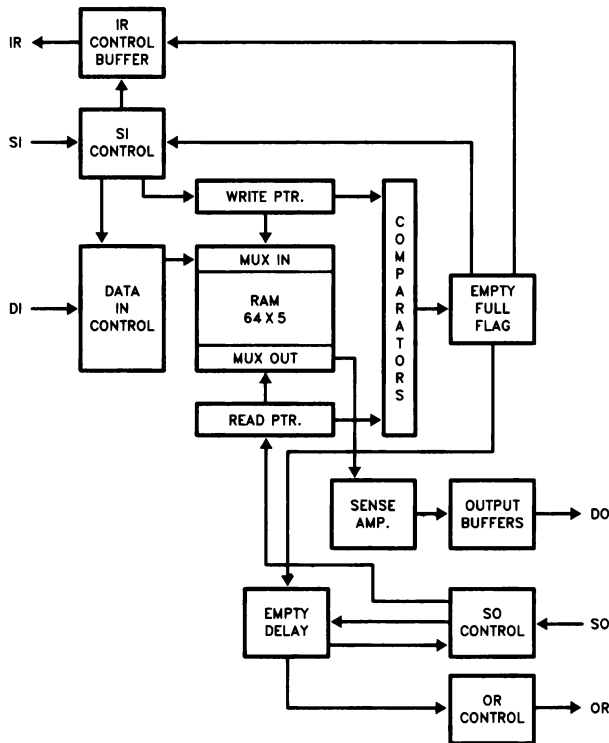 IR
IR
CONTROL
BUFFER
SI
SI
CONTROL
WRITE PTR.
COMPARATORS
MUX IN
DI
DATA
IN
CONTROL
RAM
64 X 5
EMPTY
FULL
FLAG
MUX OUT
READ PTR.
SENSE
AMP.
OUTPUT
BUFFERS
DO
EMPTY
DELAY
SO
CONTROL
SO
OR
CONTROL
OR